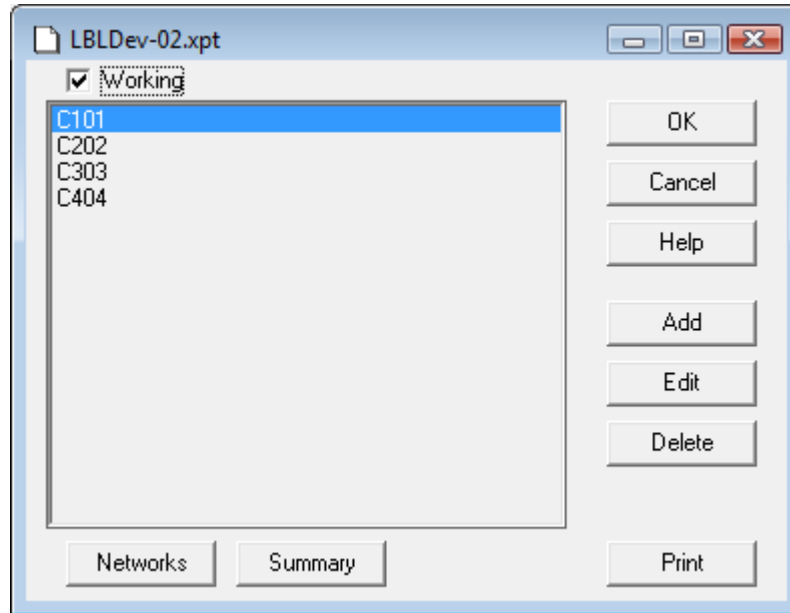 LBLDev-02.xpt
Working
C101
C202
C303
C404
OK
Cancel
Help
Add
Edit
Delete
Networks
Summary
Print